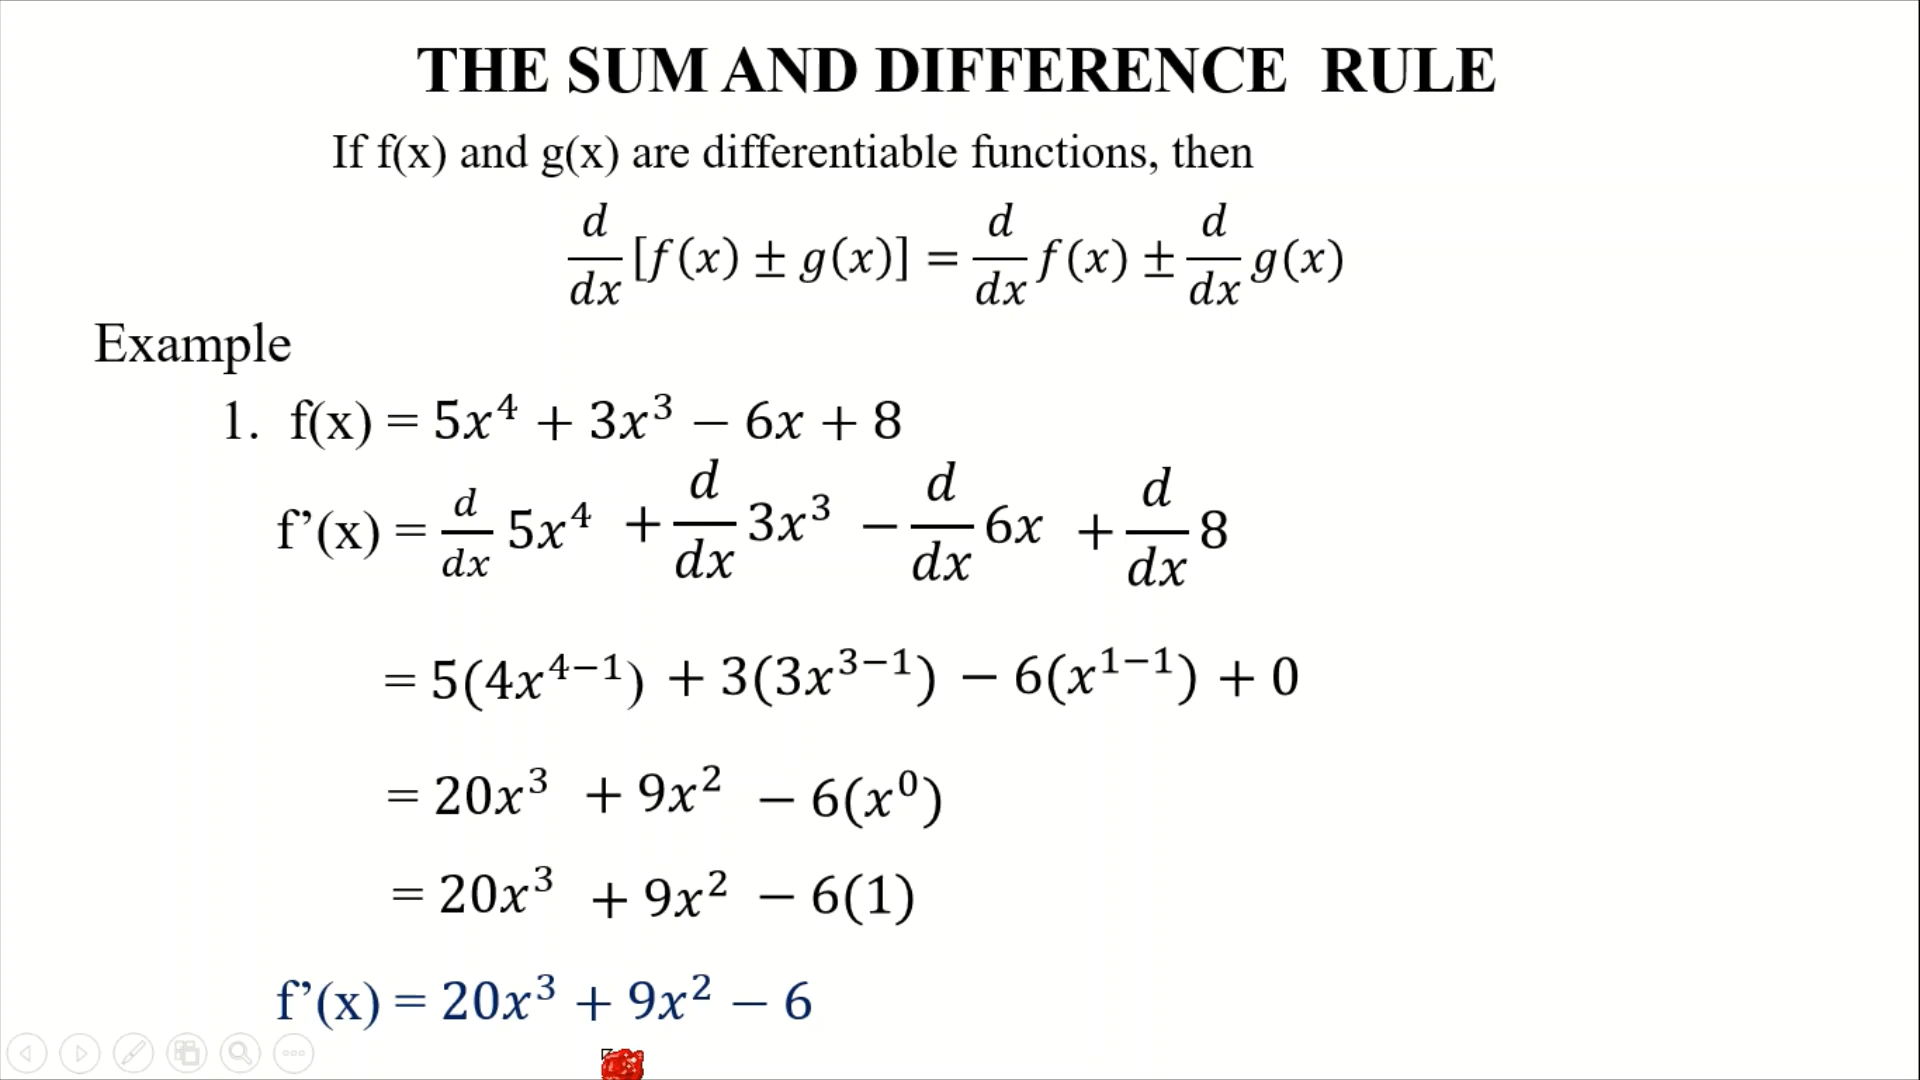 THE SUM AND DIFFERENCE RULE
If f(x) and g(x) are differentiable functions, then
d/dx [f(x) ± g(x)] = d/dx f(x) ± d/dx g(x)
Example
1. f(x) = 5x⁴ + 3x³ − 6x + 8
f’(x) = d/dx 5x⁴ + d/dx 3x³ − d/dx 6x + d/dx 8
= 5(4x⁴⁻¹) + 3(3x³⁻¹) − 6(x¹⁻¹) + 0
= 20x³ + 9x² − 6(x⁰)
= 20x³ + 9x² − 6(1)
f’(x) = 20x³ + 9x² − 6